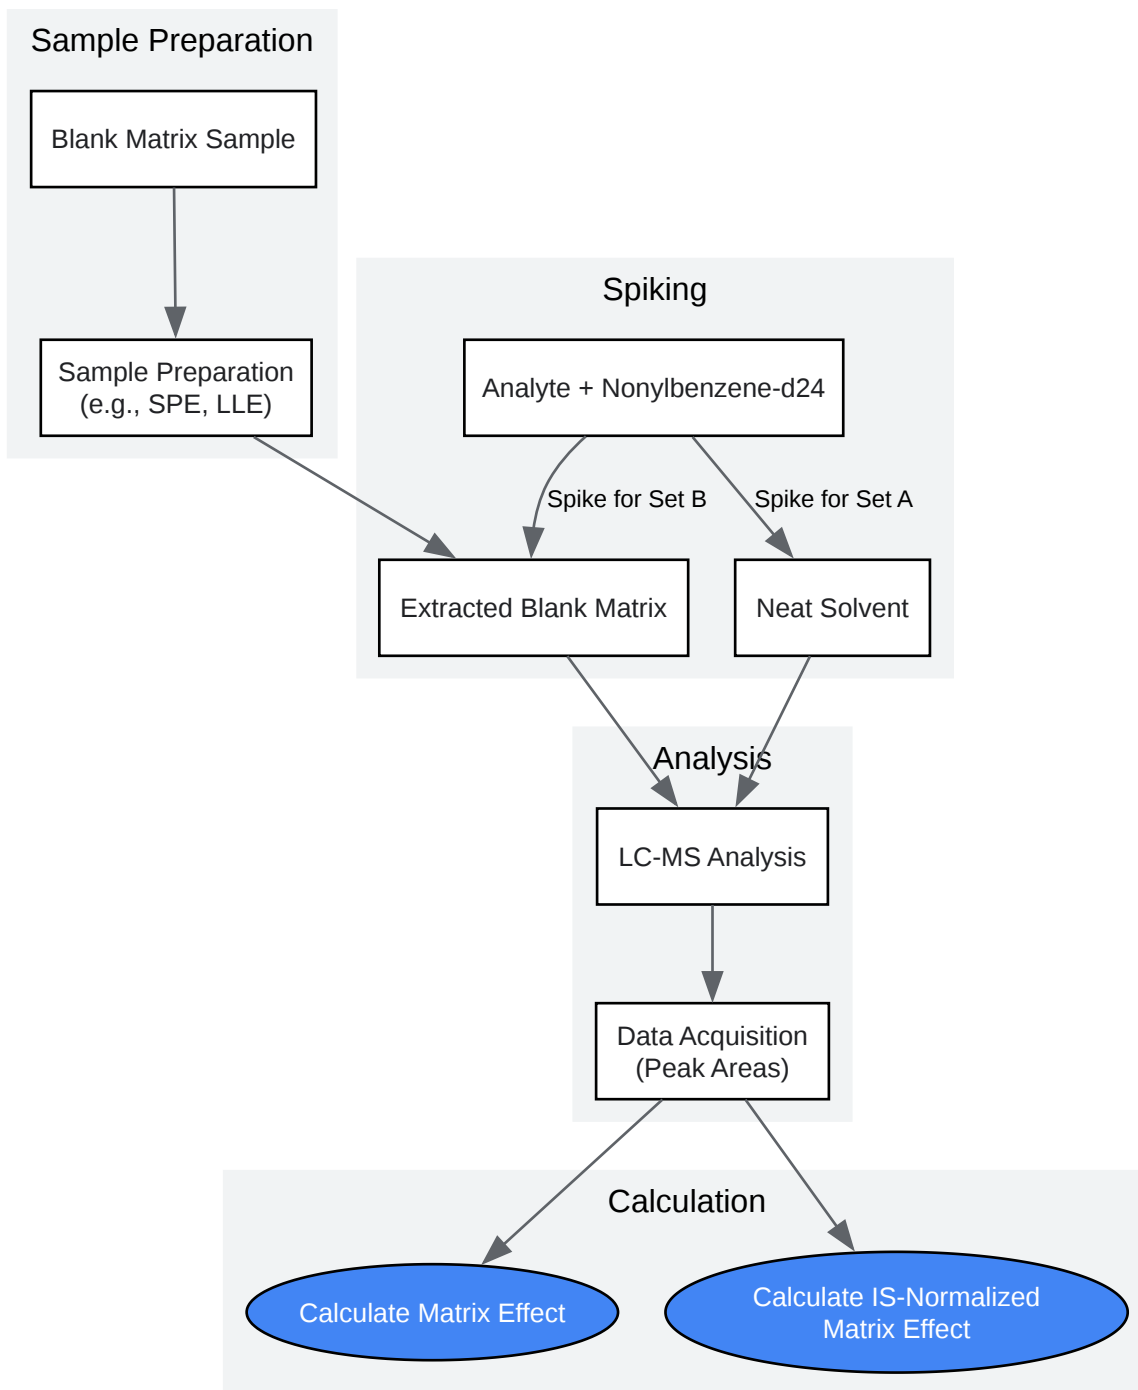 Sample Preparation
Blank Matrix Sample
Sample Preparation
(e.g., SPE, LLE)
Spiking
Analyte + Nonylbenzene-d24
Spike for Set B
Spike for Set A
Extracted Blank Matrix
Neat Solvent
Analysis
LC-MS Analysis
Data Acquisition
(Peak Areas)
Calculation
Calculate Matrix Effect
Calculate IS-Normalized
Matrix Effect